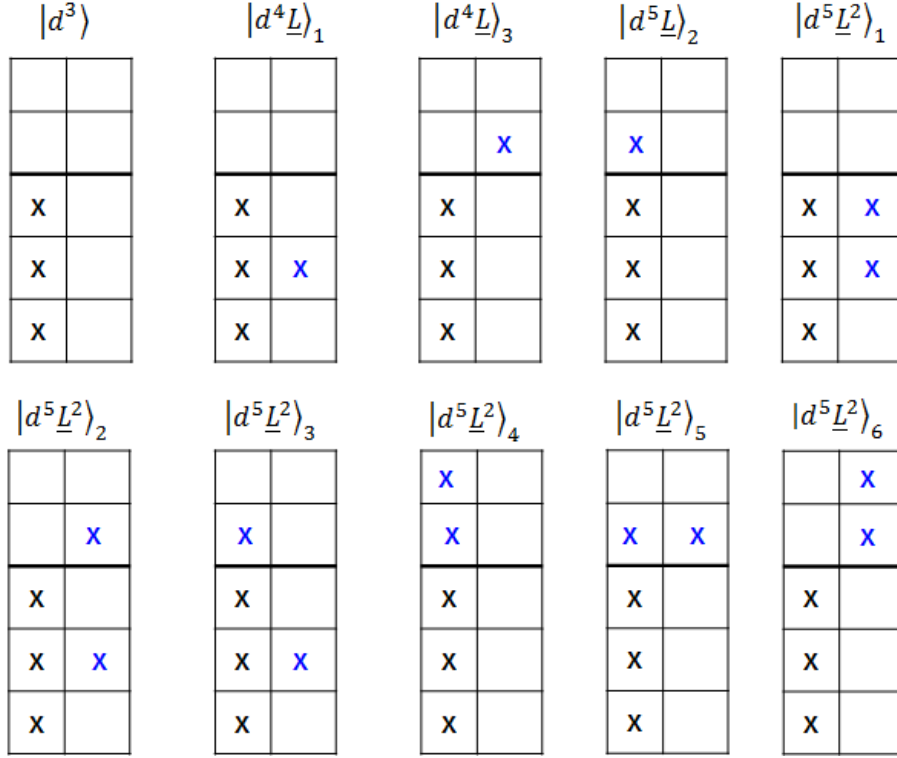 |d³⟩ |d⁴L̲⟩₁ |d⁴L̲⟩₃ |d⁵L̲⟩₂ |d⁵L̲²⟩₁
X X
X X X X X X
X X X X X X X
X X X X X
|d⁵L̲²⟩₂ |d⁵L̲²⟩₃ |d⁵L̲²⟩₄ |d⁵L̲²⟩₅ |d⁵L̲²⟩₆
X X
X X X X X X
X X X X X
X X X X X X X
X X X X X